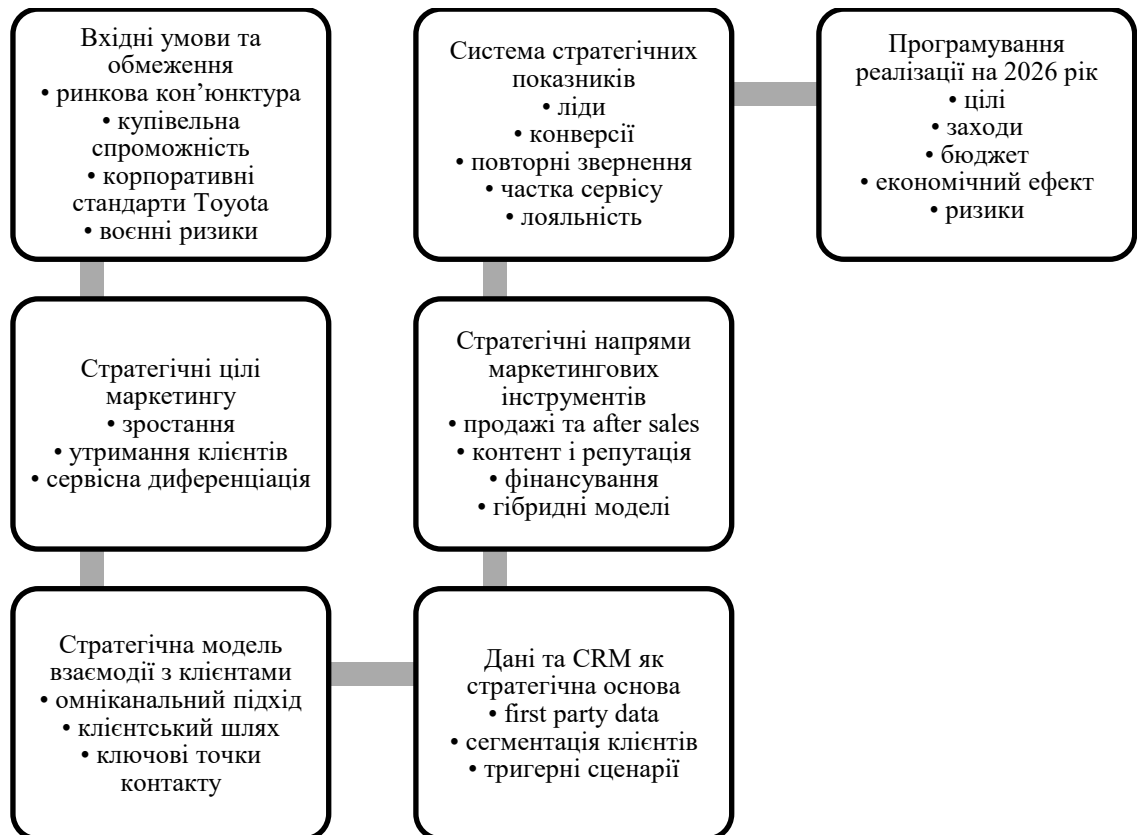 Вхідні умови та
обмеження
• ринкова кон’юнктура
• купівельна
спроможність
• корпоративні
стандарти Toyota
• воєнні ризики
Стратегічні цілі
маркетингу
• зростання
• утримання клієнтів
• сервісна диференціація
Стратегічна модель
взаємодії з клієнтами
• омніканальний підхід
• клієнтський шлях
• ключові точки
контакту
Дані та CRM як
стратегічна основа
• first party data
• сегментація клієнтів
• тригерні сценарії
Стратегічні напрями
маркетингових
інструментів
• продажі та after sales
• контент і репутація
• фінансування
• гібридні моделі
Система стратегічних
показників
• ліди
• конверсії
• повторні звернення
• частка сервісу
• лояльність
Програмування
реалізації на 2026 рік
• цілі
• заходи
• бюджет
• економічний ефект
• ризики